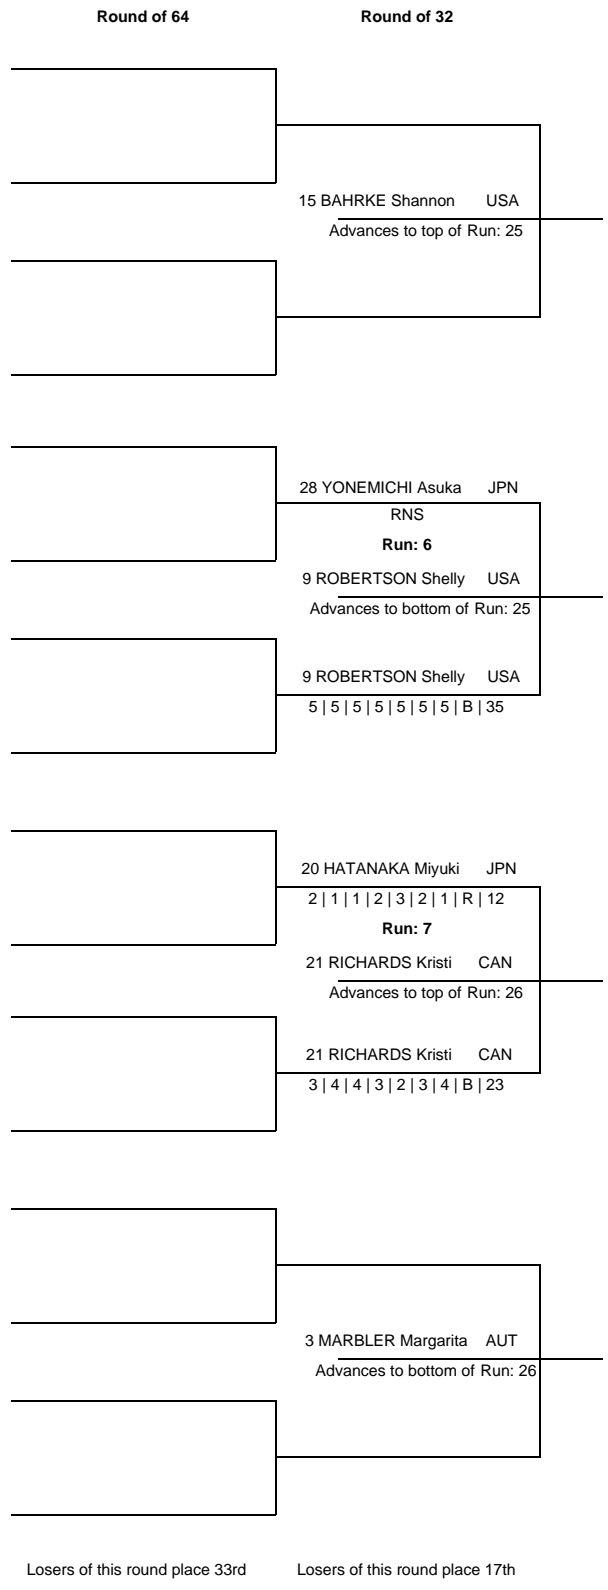 Round of 64 Round of 32
15 BAHRKE Shannon USA
Advances to top of Run: 25
28 YONEMICHI Asuka JPN
RNS
Run: 6
9 ROBERTSON Shelly USA
Advances to bottom of Run: 25
9 ROBERTSON Shelly USA
5 | 5 | 5 | 5 | 5 | 5 | 5 | B | 35
20 HATANAKA Miyuki JPN
2 | 1 | 1 | 2 | 3 | 2 | 1 | R | 12
Run: 7
21 RICHARDS Kristi CAN
Advances to top of Run: 26
21 RICHARDS Kristi CAN
3 | 4 | 4 | 3 | 2 | 3 | 4 | B | 23
3 MARBLER Margarita AUT
Advances to bottom of Run: 26
Losers of this round place 33rd Losers of this round place 17th